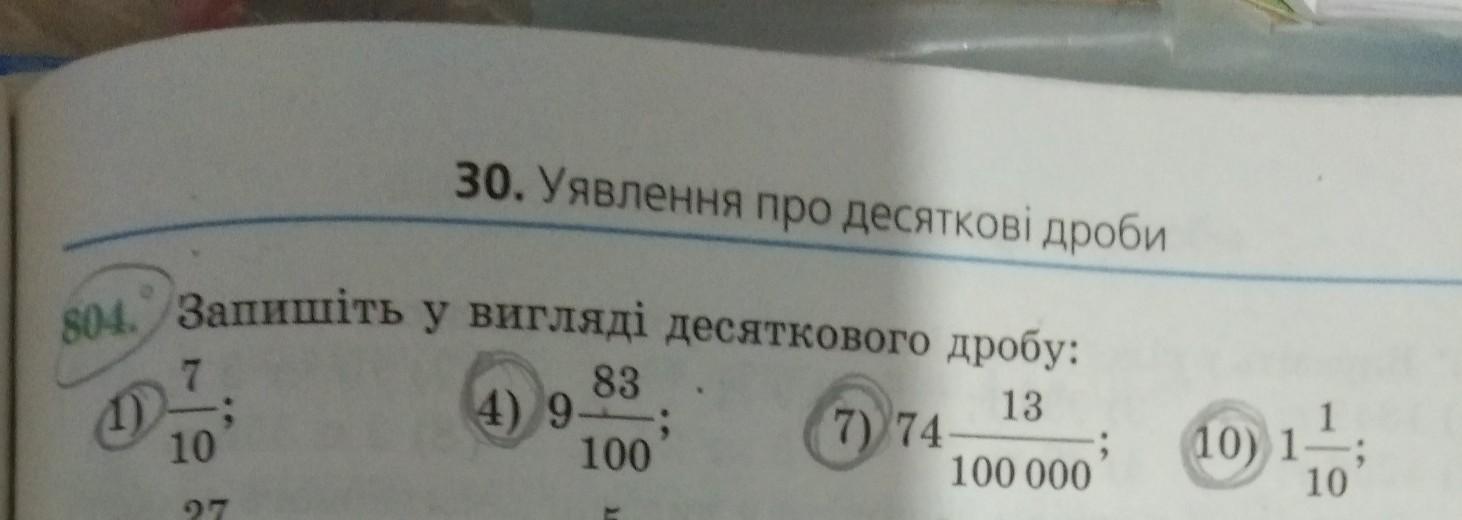 30. Уявлення про десяткові дроби
804.° Запишіть у вигляді десяткового дробу:
1) 7/10; 4) 9 83/100; 7) 74 13/100 000; 10) 1 1/10;
27